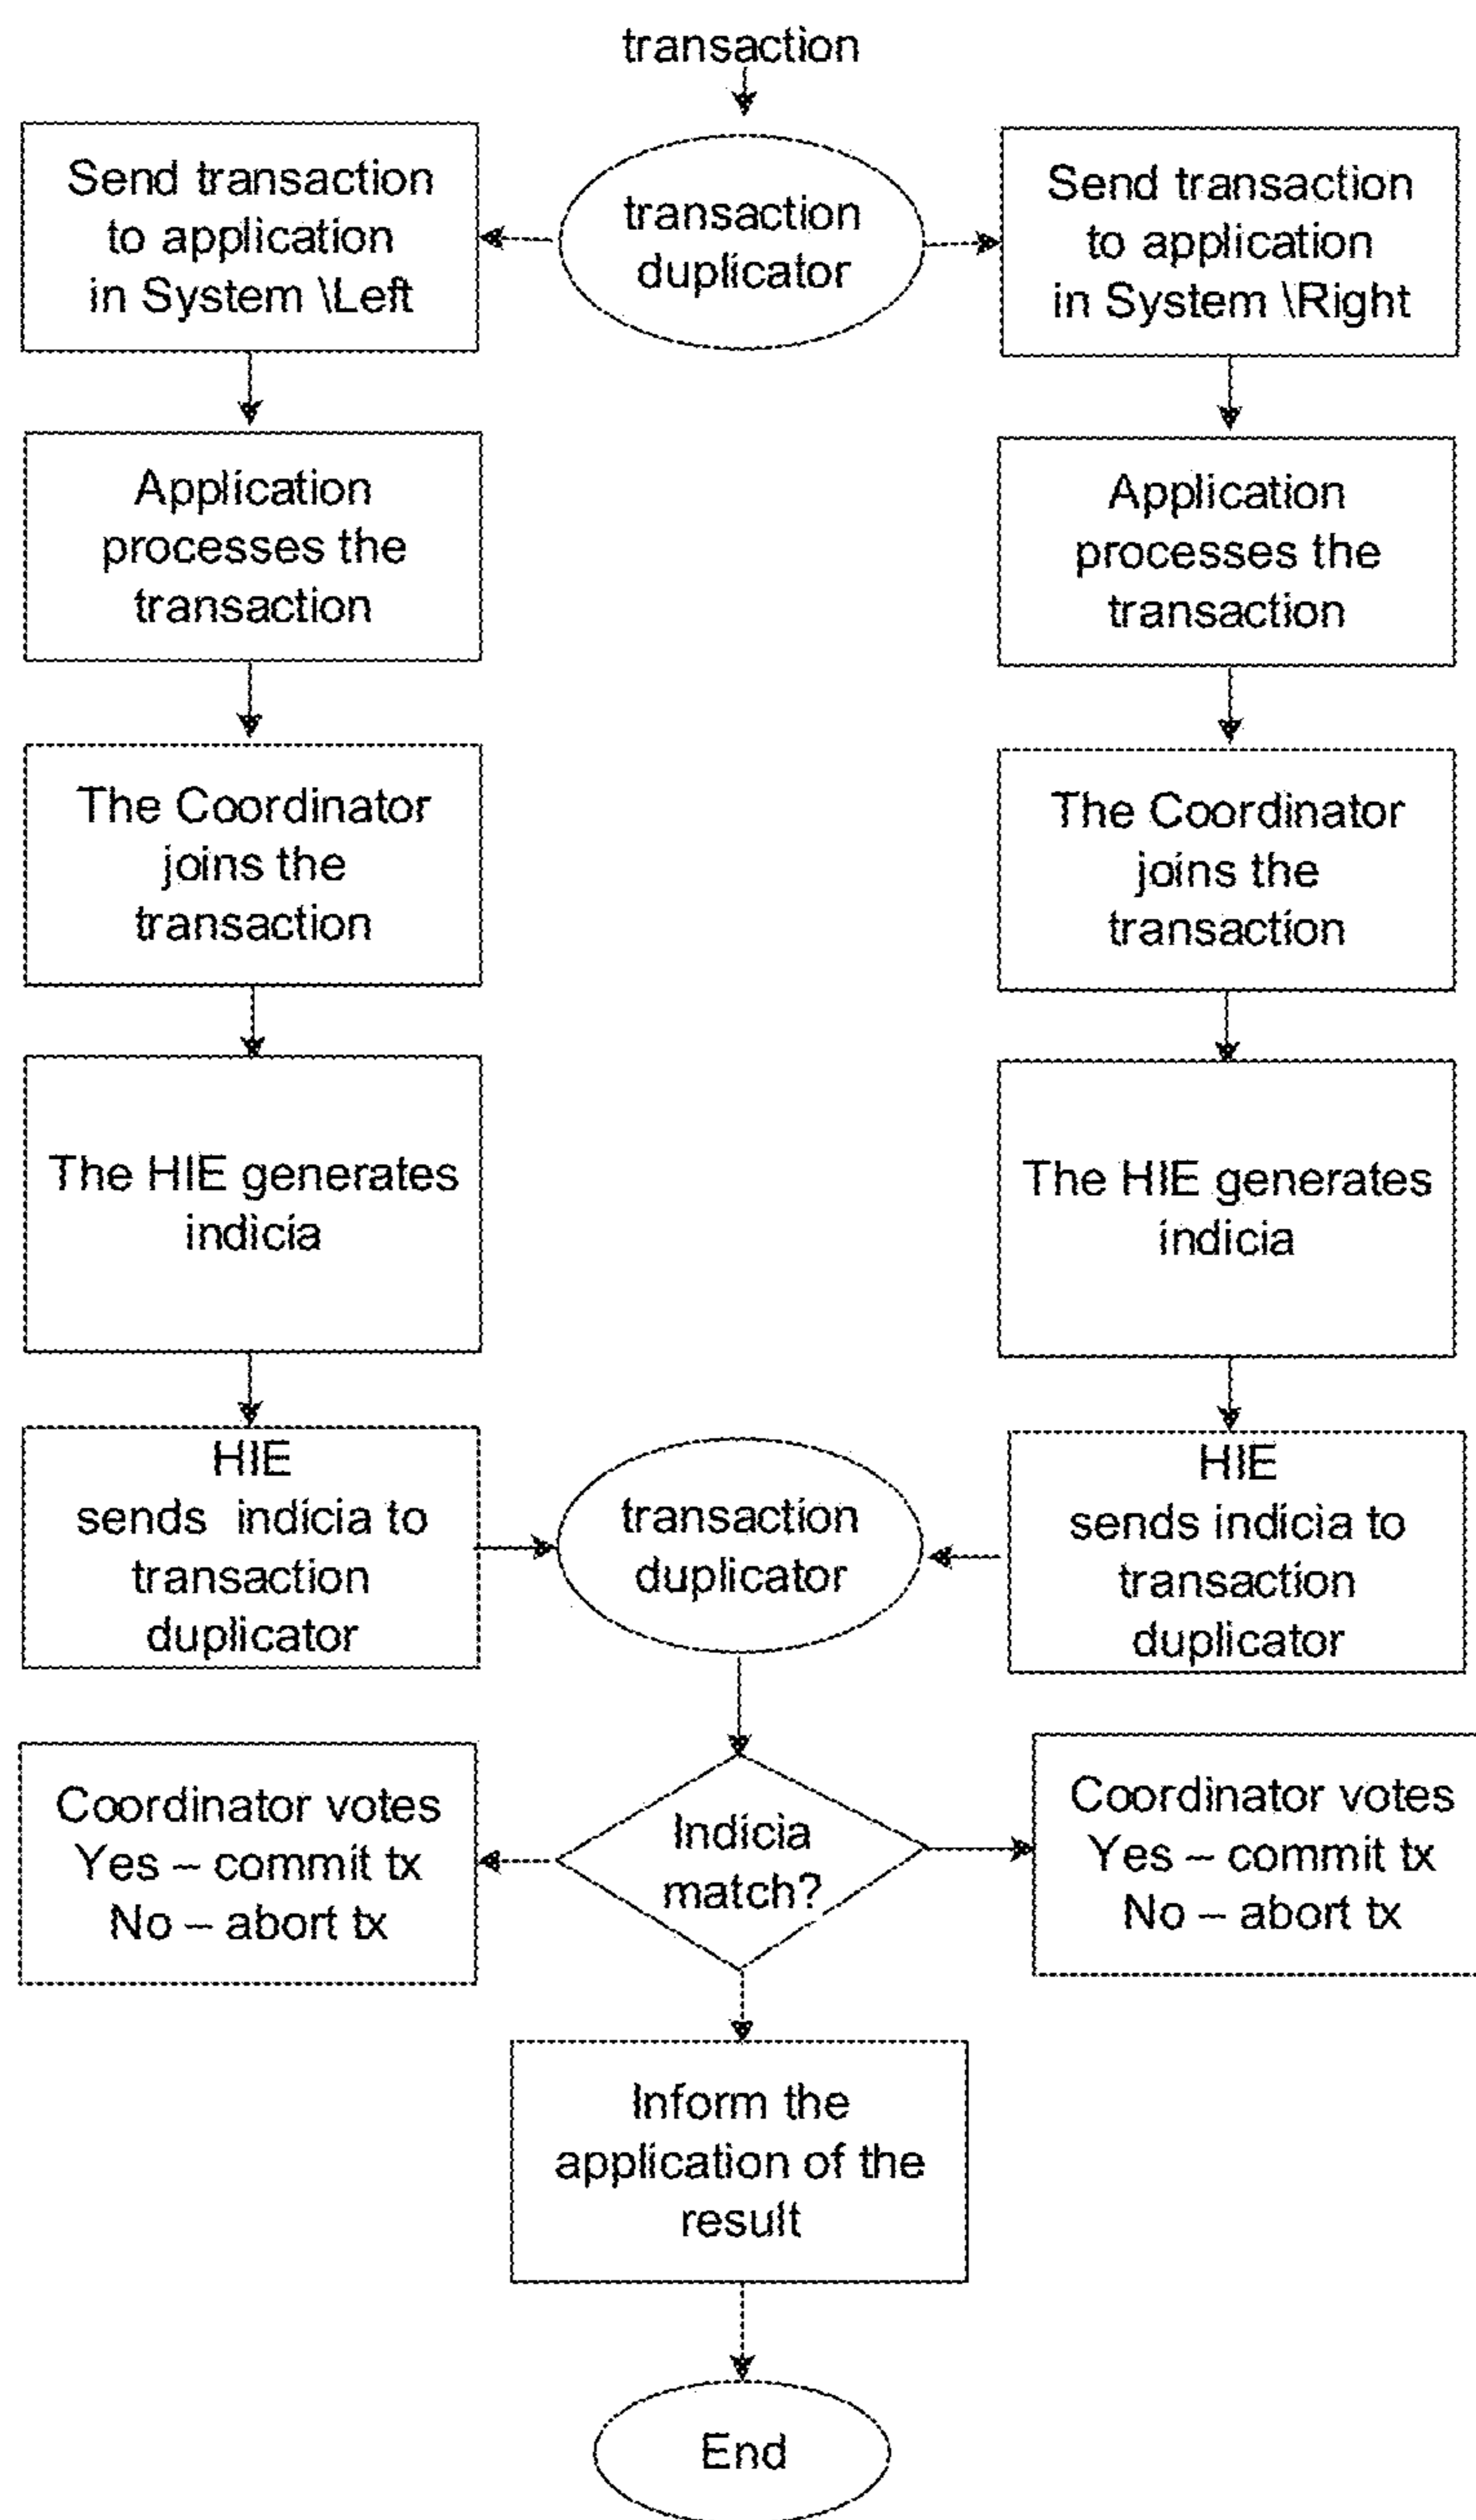 transaction
Send transaction
to application
in System \Left
transaction
duplicator
Send transaction
to application
in System \Right
Application
processes the
transaction
Application
processes the
transaction
The Coordinator
joins the
transaction
The Coordinator
joins the
transaction
The HIE generates
indicia
The HIE generates
indicia
HIE
sends indicia to
transaction
duplicator
transaction
duplicator
HIE
sends indicia to
transaction
duplicator
Coordinator votes
Yes – commit tx
No – abort tx
Indicia
match?
Coordinator votes
Yes – commit tx
No – abort tx
Inform the
application of the
result
End